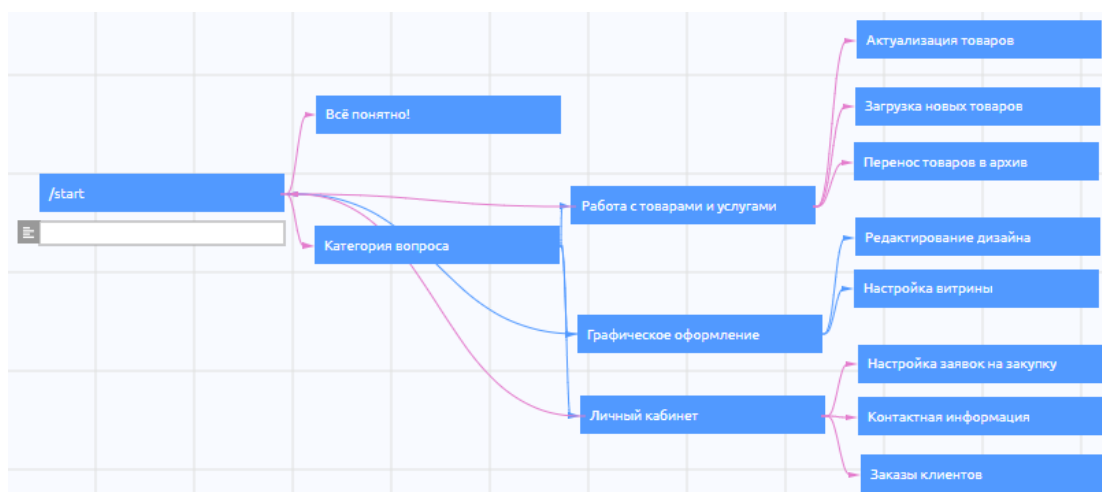 /start
Всё понятно!
Категория вопроса
Работа с товарами и услугами
Графическое оформление
Личный кабинет
Актуализация товаров
Загрузка новых товаров
Перенос товаров в архив
Редактирование дизайна
Настройка витрины
Настройка заявок на закупку
Контактная информация
Заказы клиентов